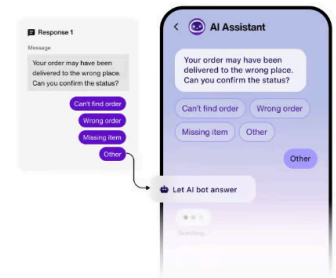 Response 1
Message
Your order may have been
delivered to the wrong place.
Can you confirm the status?
Can't find order
Wrong order
Missing item
Other
AI Assistant
Your order may have been
delivered to the wrong place.
Can you confirm the status?
Can't find order
Wrong order
Missing item
Other
Other
Let AI bot answer